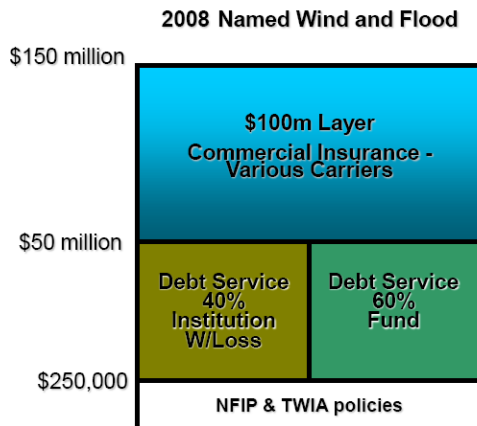 2008 Named Wind and Flood
$150 million
$100m Layer
Commercial Insurance -
Various Carriers
$50 million
Debt Service
40%
Institution
W/Loss
Debt Service
60%
Fund
$250,000
NFIP & TWIA policies